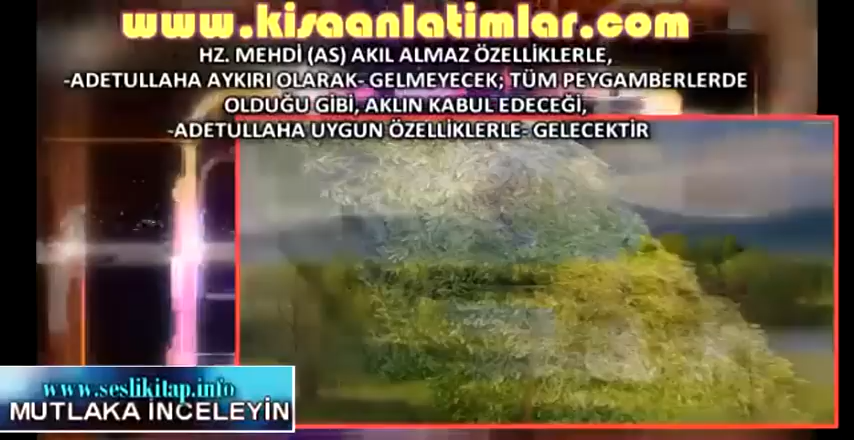 www.kisaanlatimlar.com
HZ. MEHDİ (AS) AKIL ALMAZ ÖZELLİKLERLE,
-ADETULLAHA AYKIRI OLARAK- GELMEYECEK; TÜM PEYGAMBERLERDE
OLDUĞU GİBİ, AKLIN KABUL EDECEĞİ,
-ADETULLAHA UYGUN ÖZELLİKLERLE- GELECEKTİR
www.seslikitap.info
MUTLAKA İNCELEYİN